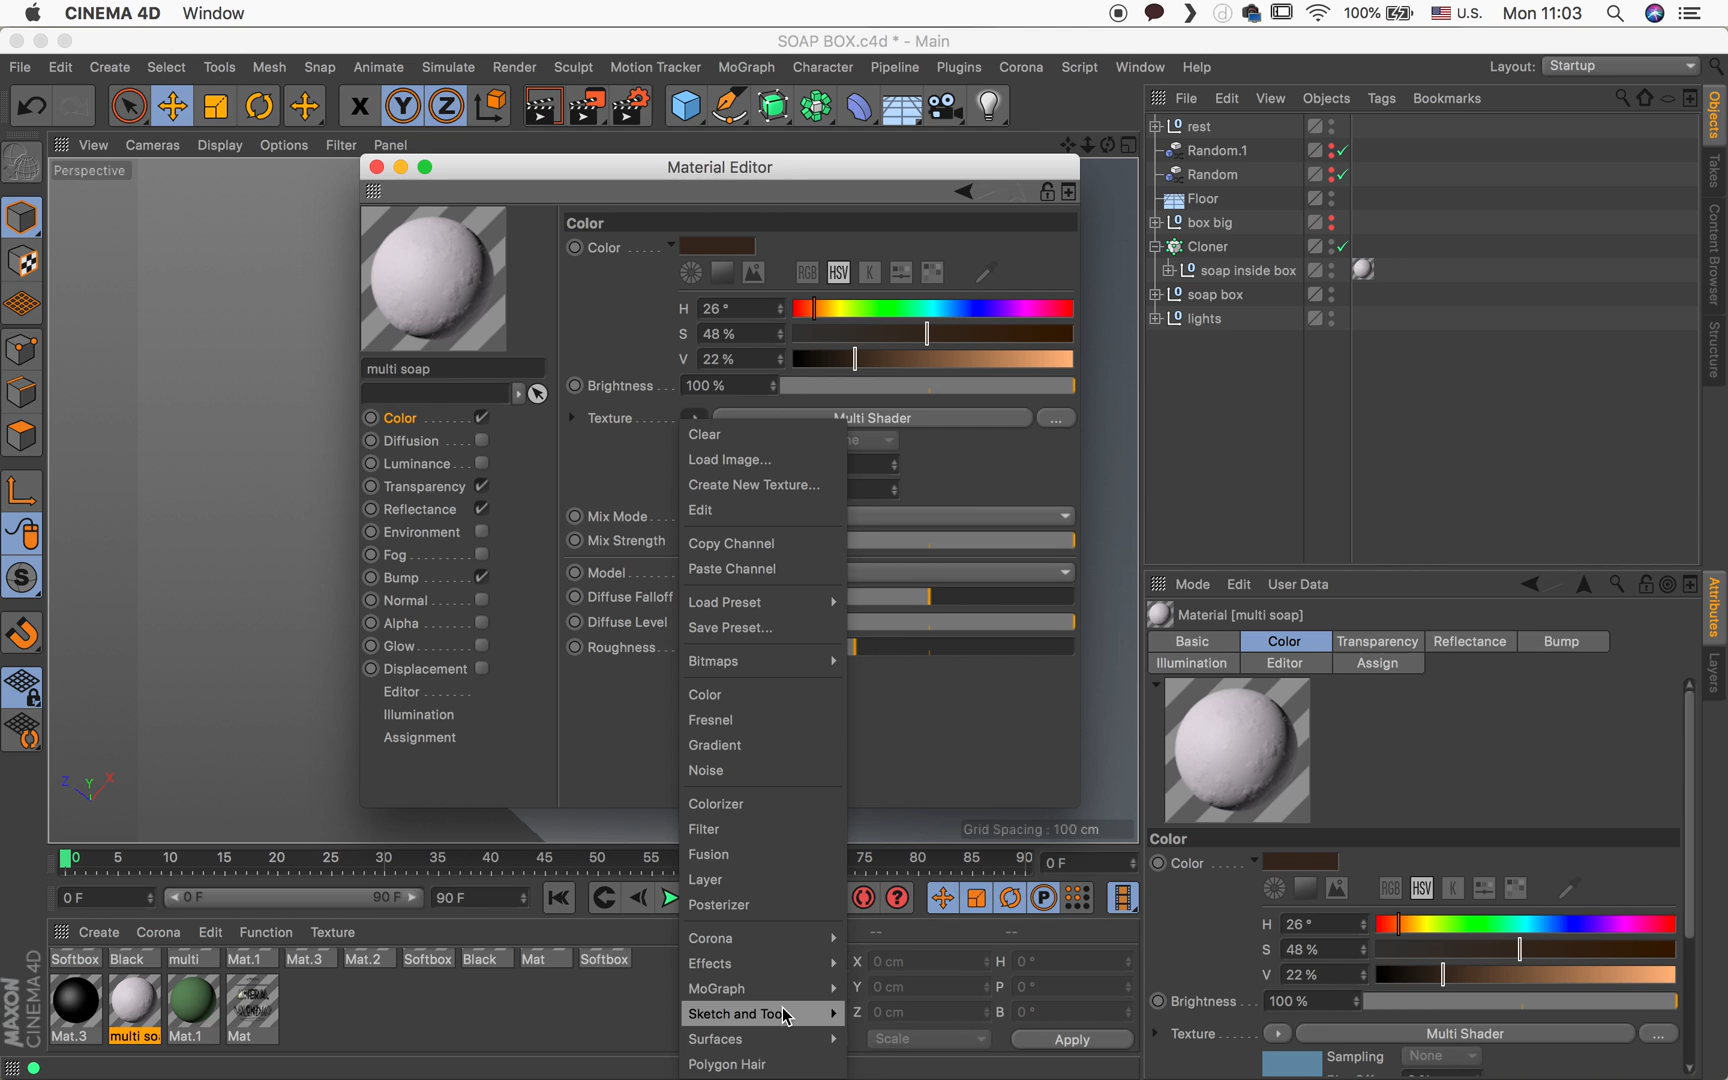 CINEMA 4D Window 100% U.S. Mon 11:03
SOAP BOX.c4d * - Main
File Edit Create Select Tools Mesh Snap Animate Simulate Render Sculpt Motion Tracker MoGraph Character Pipeline Plugins Corona Script Window Help Layout: Startup
X Y Z
File Edit View Objects Tags Bookmarks
View Cameras Display Options Filter Panel
Perspective
Material Editor
Color
Color
RGB HSV K
H 26 °
S 48 %
V 22 %
Brightness 100 %
Texture Multi Shader ...
Mix Mode
Mix Strength
Model
Diffuse Falloff
Diffuse Level
Roughness
multi soap
Color
Diffusion
Luminance
Transparency
Reflectance
Environment
Fog
Bump
Normal
Alpha
Glow
Displacement
Editor
Illumination
Assignment
Clear
Load Image...
Create New Texture...
Edit
Copy Channel
Paste Channel
Load Preset
Save Preset...
Bitmaps
Color
Fresnel
Gradient
Noise
Colorizer
Filter
Fusion
Layer
Posterizer
Corona
Effects
MoGraph
Sketch and Too
Surfaces
Polygon Hair
Z Y X
Grid Spacing : 100 cm
0 5 10 15 20 25 30 35 40 45 50 55 75 80 85 90 0 F
0 F 0 F 90 F 90 F
Create Corona Edit Function Texture
Softbox Black multi Mat.1 Mat.3 Mat.2 Softbox Black Mat Softbox
Mat.3 multi so Mat.1 Mat
MAXON
CINEMA4D
-- --
X 0 cm H 0 °
Y 0 cm P 0 °
Z 0 cm B 0 °
Scale Apply
rest
Random.1
Random
Floor
box big
Cloner
soap inside box
soap box
lights
Objects
Takes
Content Browser
Structure
Mode Edit User Data
Material [multi soap]
Basic Color Transparency Reflectance Bump
Illumination Editor Assign
Attributes
Layers
Color
Color
RGB HSV K
H 26 °
S 48 %
V 22 %
Brightness 100 %
Texture Multi Shader ...
Sampling None